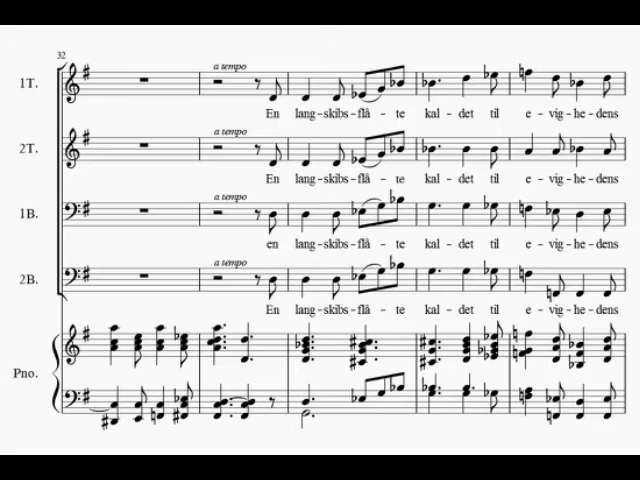 32
1T.
a tempo
En lang-skibs-flå-te kal-det til e-vig-he-dens
2T.
a tempo
En lang-skibs-flå-te kal-det til e-vig-he-dens
1B.
a tempo
en lang-skibs-flå-te kal-det til e-vig-he-dens
2B.
a tempo
En lang-skibs-flå-te kal-det til e-vig-he-dens
Pno.